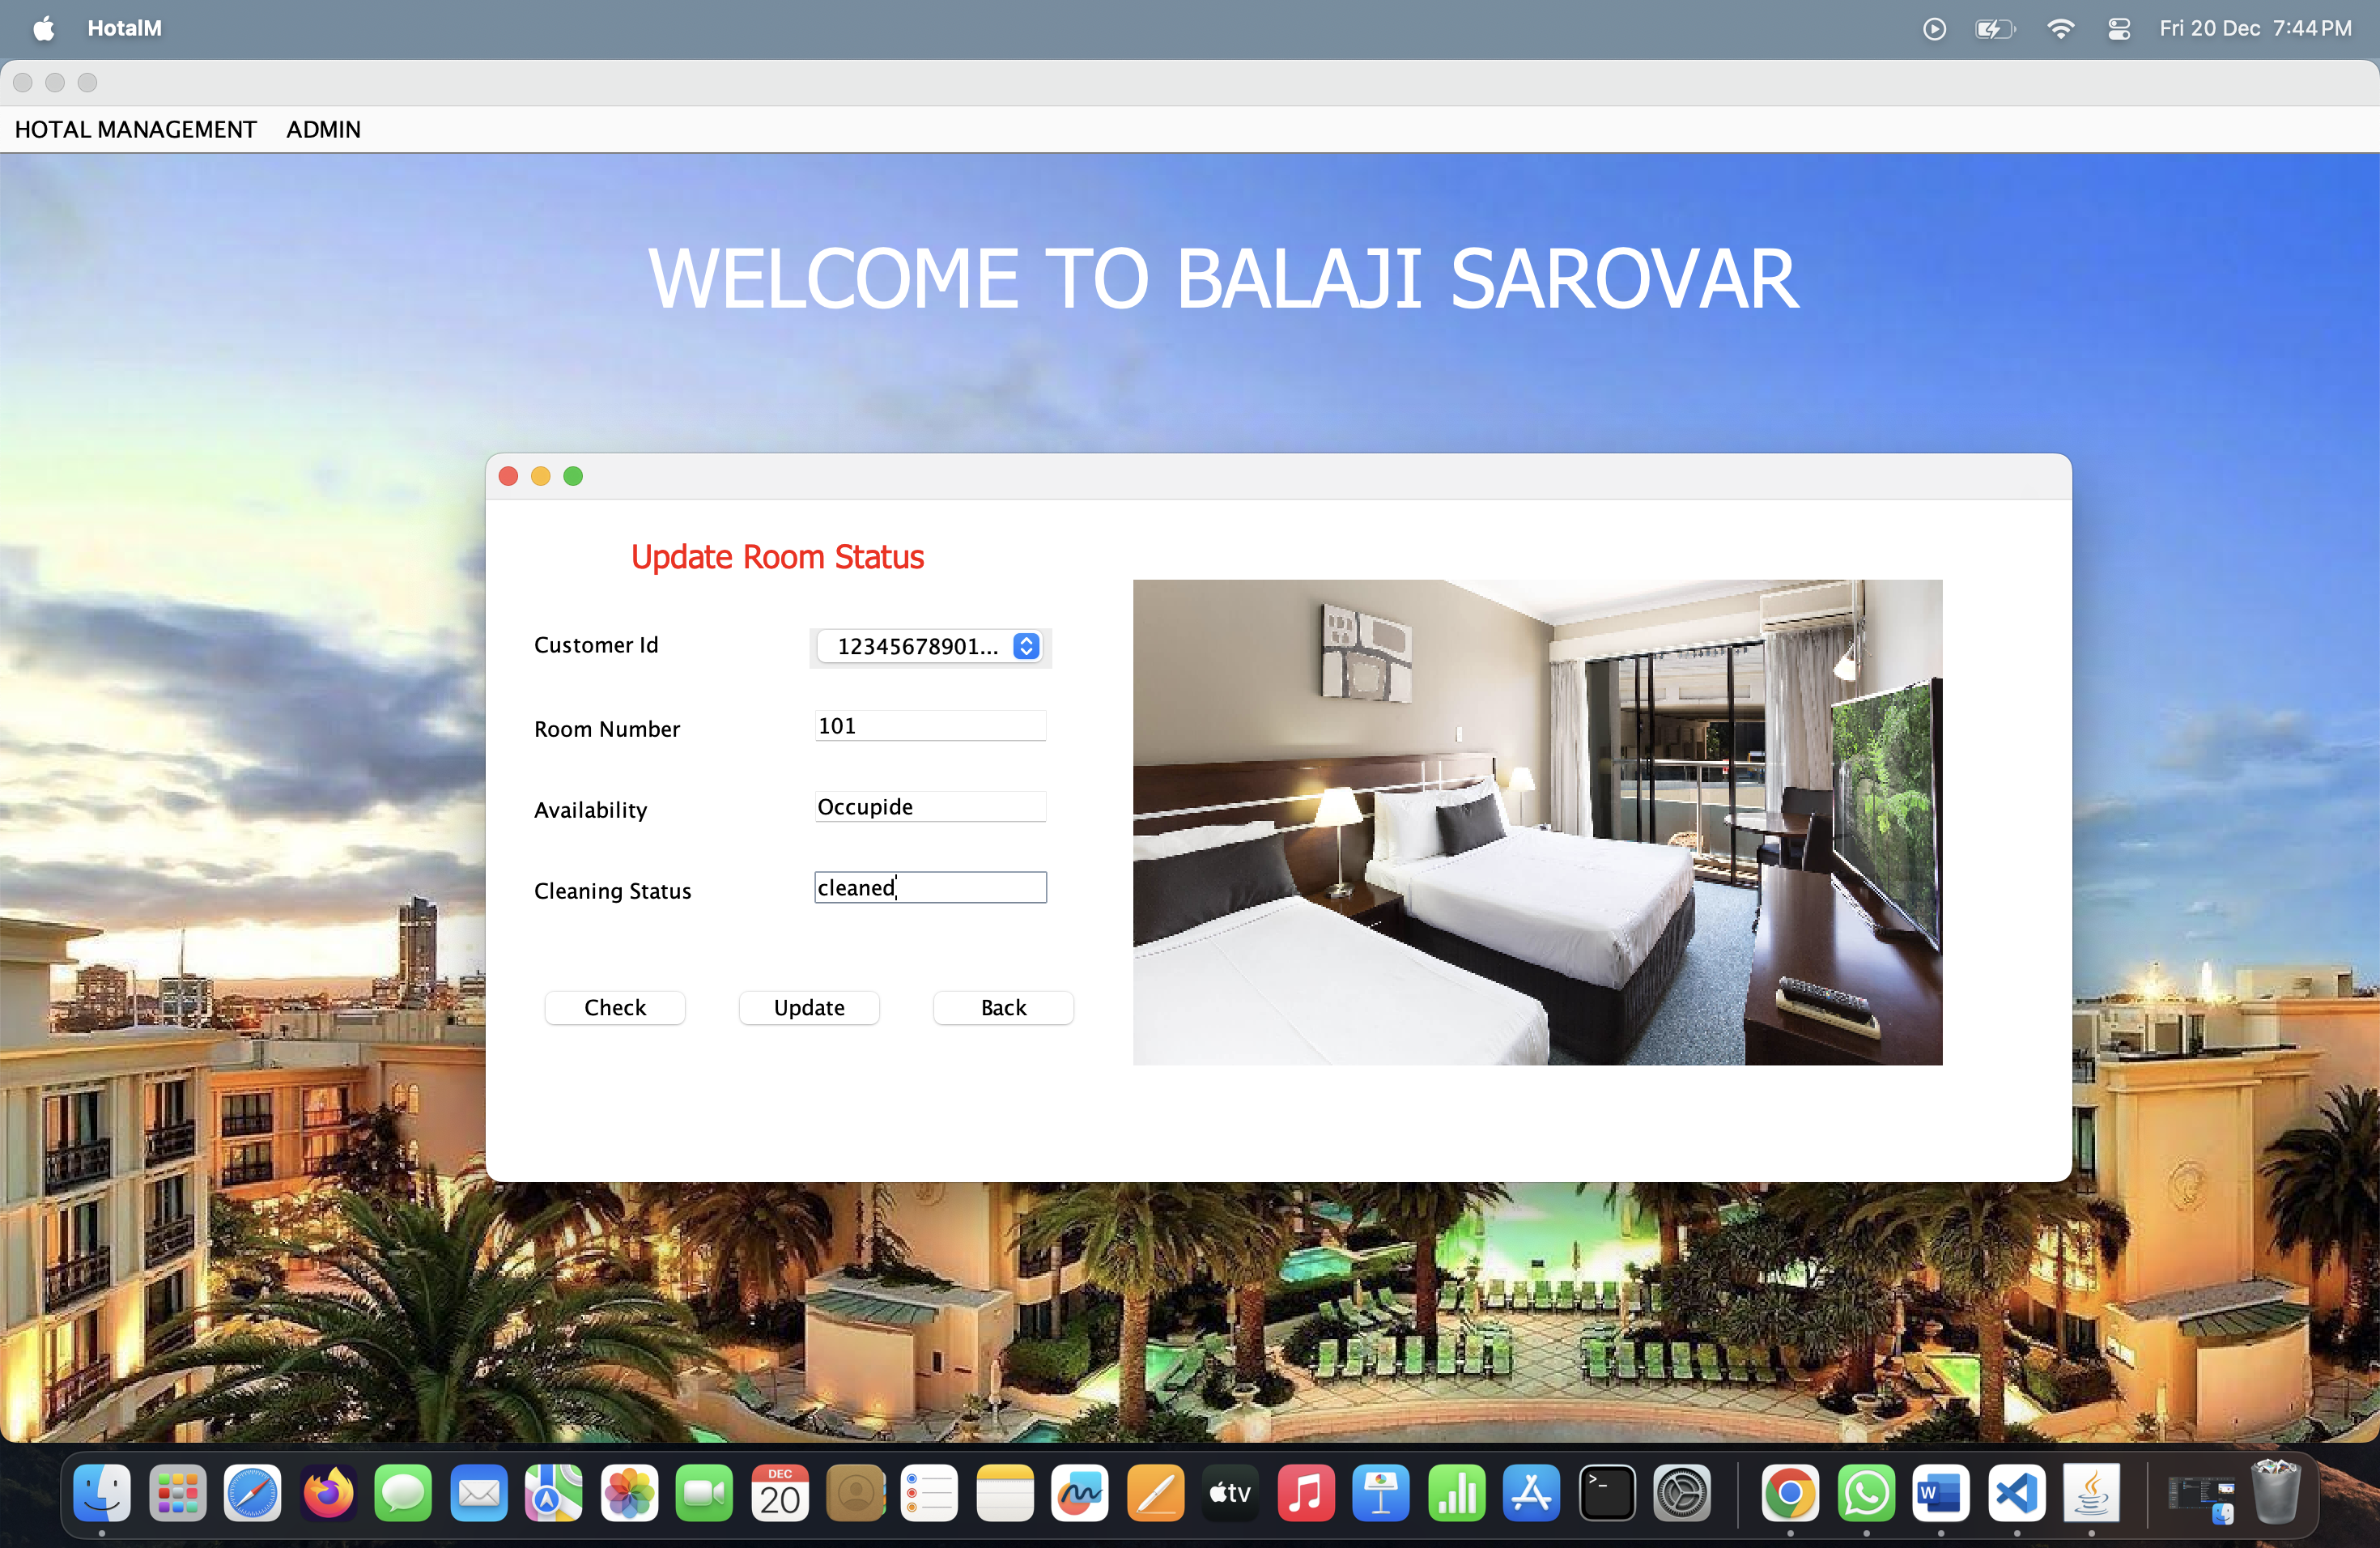 HotalM
Fri 20 Dec 7:44 PM
HOTAL MANAGEMENT ADMIN
WELCOME TO BALAJI SAROVAR
Update Room Status
Customer Id 12345678901...
Room Number 101
Availability Occupide
Cleaning Status cleaned
Check Update Back
DEC
20
tv
>_
W